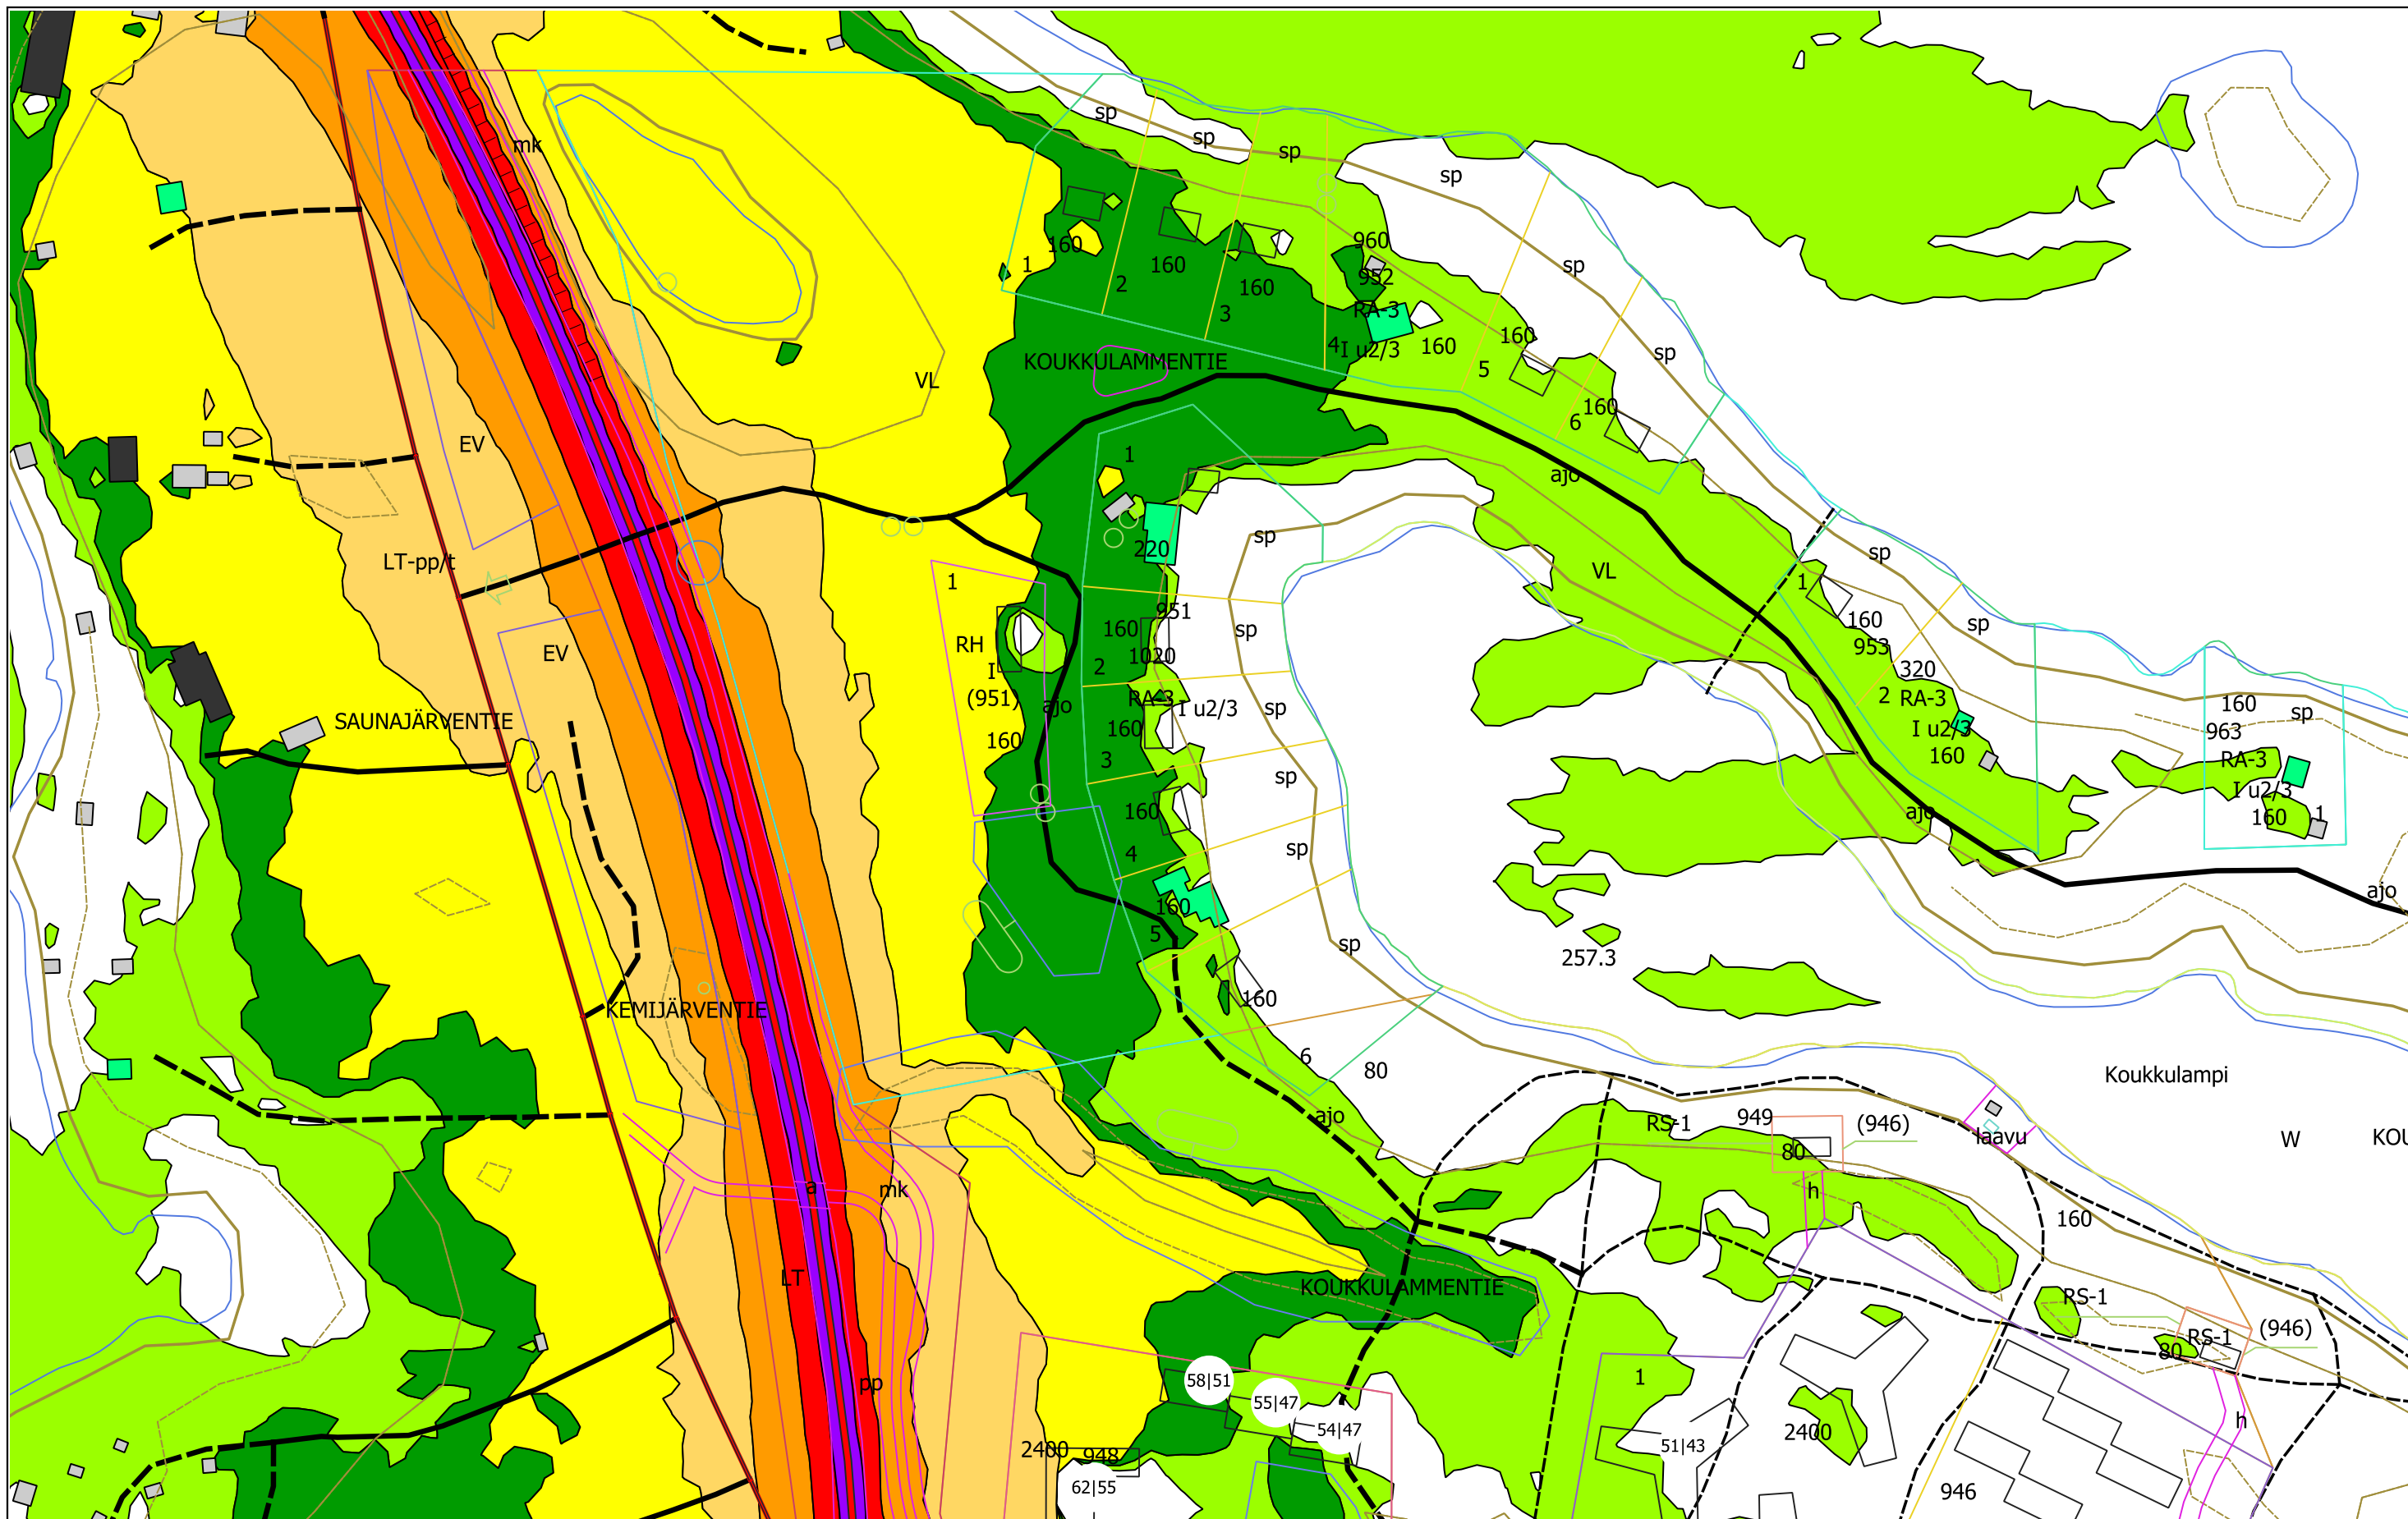 sp
sp
mk
sp
sp
960
160
1
160
sp
952
2
160
3
RA-3
160
4
I u2/3
160
sp
KOUKKULAMMENTIE
5
VL
160
6
EV
1
ajo
sp
220
sp
LT-pp/t
VL
1
1
951
160
sp
160
sp
RH
953
EV
1020
I
2
320
(951)
RA-3
2
RA-3
160
ajo
I u2/3
sp
963
sp
SAUNAJÄRVENTIE
160
I u2/3
160
3
160
RA-3
sp
I u2/3
160
160
1
ajo
4
sp
ajo
160
5
sp
257.3
160
KEMIJÄRVENTIE
6
80
Koukkulampi
ajo
RS-1
949
(946)
laavu
W
KOU
80
a
mk
h
160
LT
KOUKKULAMMENTIE
RS-1
RS-1
(946)
80
pp
58|51
1
55|47
h
54|47
2400
51|43
2400
948
62|55
946